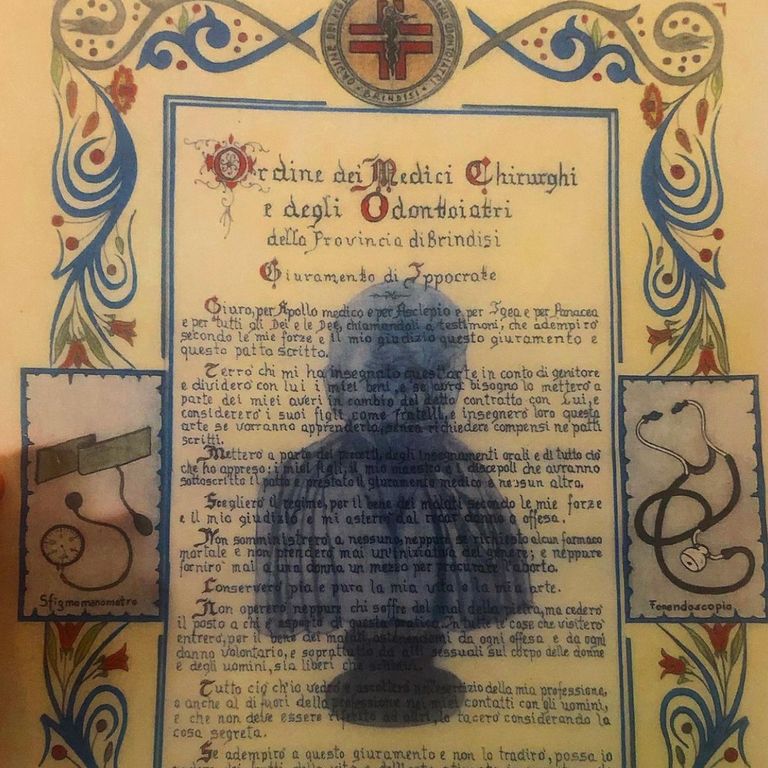 BRINDISI
Ordine dei Medici Chirurghi
e degli Odontoiatri
della Provincia di Brindisi
Giuramento di Ippocrate
Giuro, per Apollo medico e per Asclepio e per Igea e per Panacea
e per tutti gli Dei e le Dee, chiamandoli a testimoni, che adempirò
secondo le mie forze e il mio giudizio questo giuramento e
questo patto scritto.
Terrò chi mi ha insegnato quest'arte in conto di genitore
e dividerò con lui i miei beni, e se avrà bisogno lo metterò a
parte dei miei averi in cambio del detto contratto con Lui, e
considererò i suoi figli come fratelli, e insegnerò loro questa
arte se vorranno apprenderla, senza richiedere compensi ne patti
scritti.
Metterò a parte dei precetti, degli insegnamenti orali e di tutto ciò
che ho appreso, i miei figli, il mio maestro e i discepoli che avranno
sottoscritto il patto e prestato il giuramento medico a nessun altro.
Sceglierò il regime, per il bene dei malati secondo le mie forze
e il mio giudizio e mi asterrò dal recar danno o offesa.
Non somministrerò a nessuno, neppure se richiesto alcun farmaco
mortale e non prenderò mai un'iniziativa del genere; e neppure
fornirò mai a una donna un mezzo per procurare l'aborto.
Conserverò pia e pura la mia vita e la mia arte.
Non opererò neppure chi soffre del mal della pietra, ma cederò
il posto a chi è esperto di questa pratica. In tutte le cose che visiterò
entrerò, per il bene dei malati, astenendomi da ogni offesa e da ogni
danno volontario, e soprattutto da atti sessuali sul corpo delle donne
e degli uomini, sia liberi che schiavi.
Tutto ciò ch'io vedrò e ascolterò nell'esercizio della mia professione,
o anche al di fuori della professione nei miei contatti con gli uomini,
e che non deve essere riferito ad altri, lo tacerò considerando la
cosa segreta.
Se adempirò a questo giuramento e non lo tradirò, possa io
Sfigmomanometro
Fonendoscopio